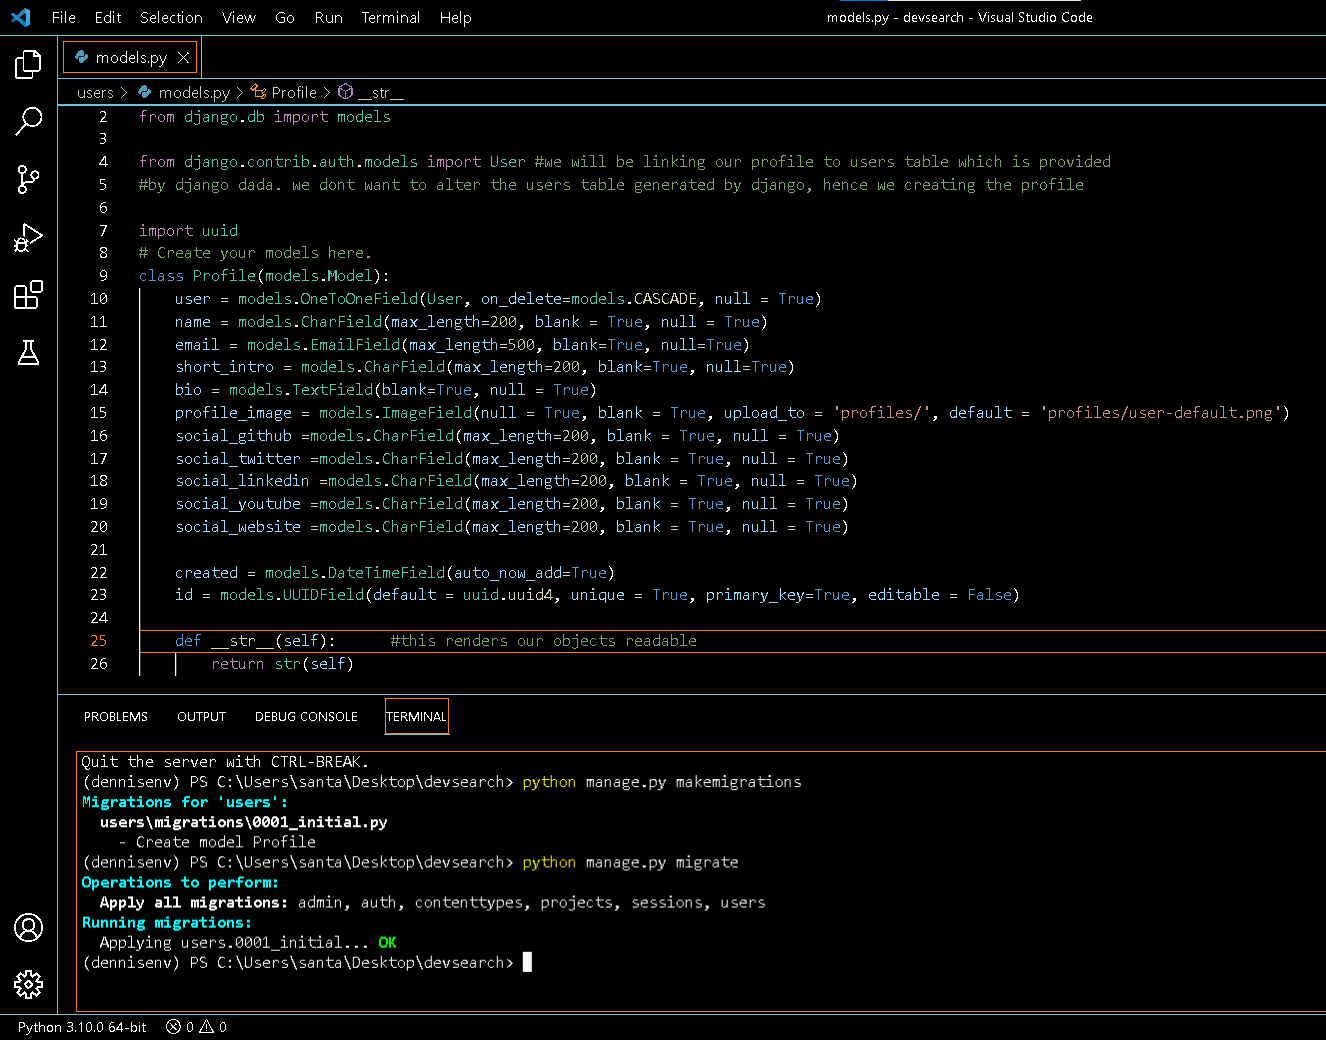 File Edit Selection View Go Run Terminal Help
models.py - devsearch - Visual Studio Code
models.py
users > models.py > Profile > __str__
2 from django.db import models
3
4 from django.contrib.auth.models import User #we will be linking our profile to users table which is provided
5 #by django dada. we dont want to alter the users table generated by django, hence we creating the profile
6
7 import uuid
8 # Create your models here.
9 class Profile(models.Model):
10 user = models.OneToOneField(User, on_delete=models.CASCADE, null = True)
11 name = models.CharField(max_length=200, blank = True, null = True)
12 email = models.EmailField(max_length=500, blank=True, null=True)
13 short_intro = models.CharField(max_length=200, blank=True, null=True)
14 bio = models.TextField(blank=True, null = True)
15 profile_image = models.ImageField(null = True, blank = True, upload_to = 'profiles/', default = 'profiles/user-default.png')
16 social_github =models.CharField(max_length=200, blank = True, null = True)
17 social_twitter =models.CharField(max_length=200, blank = True, null = True)
18 social_linkedin =models.CharField(max_length=200, blank = True, null = True)
19 social_youtube =models.CharField(max_length=200, blank = True, null = True)
20 social_website =models.CharField(max_length=200, blank = True, null = True)
21
22 created = models.DateTimeField(auto_now_add=True)
23 id = models.UUIDField(default = uuid.uuid4, unique = True, primary_key=True, editable = False)
24
25 def __str__(self): #this renders our objects readable
26 return str(self)
PROBLEMS OUTPUT DEBUG CONSOLE TERMINAL
Quit the server with CTRL-BREAK.
(dennisenv) PS C:\Users\santa\Desktop\devsearch> python manage.py makemigrations
Migrations for 'users':
users\migrations\0001_initial.py
- Create model Profile
(dennisenv) PS C:\Users\santa\Desktop\devsearch> python manage.py migrate
Operations to perform:
Apply all migrations: admin, auth, contenttypes, projects, sessions, users
Running migrations:
Applying users.0001_initial... OK
(dennisenv) PS C:\Users\santa\Desktop\devsearch>
Python 3.10.0 64-bit 0 0